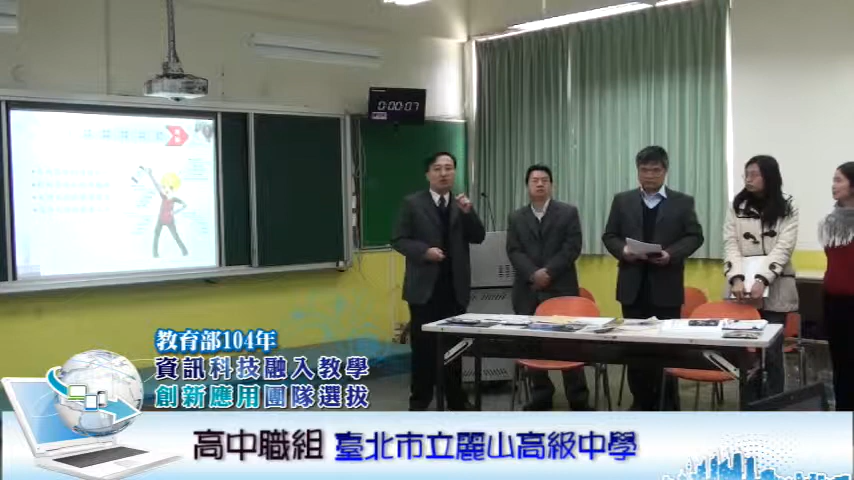 0:00:07
教育部104年
資訊科技融入教學
創新應用團隊選拔
高中職組 臺北市立麗山高級中學